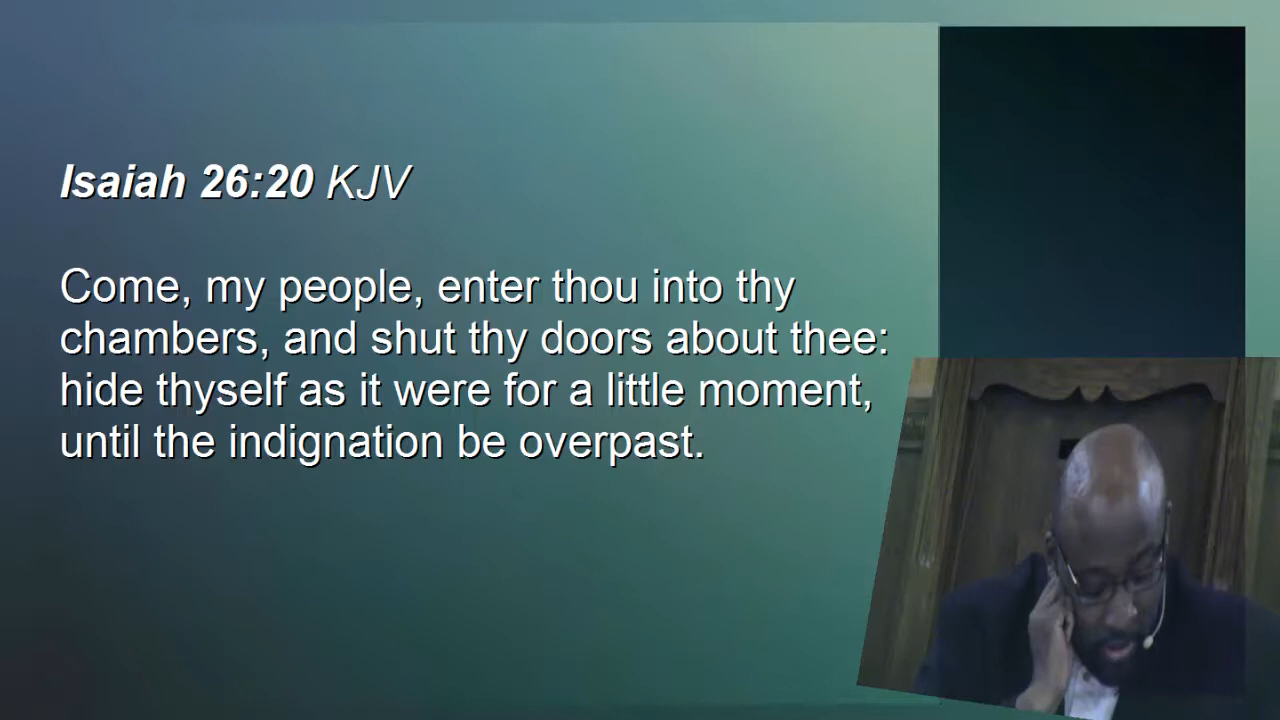 Isaiah 26:20 KJV
Come, my people, enter thou into thy
chambers, and shut thy doors about thee:
hide thyself as it were for a little moment,
until the indignation be overpast.